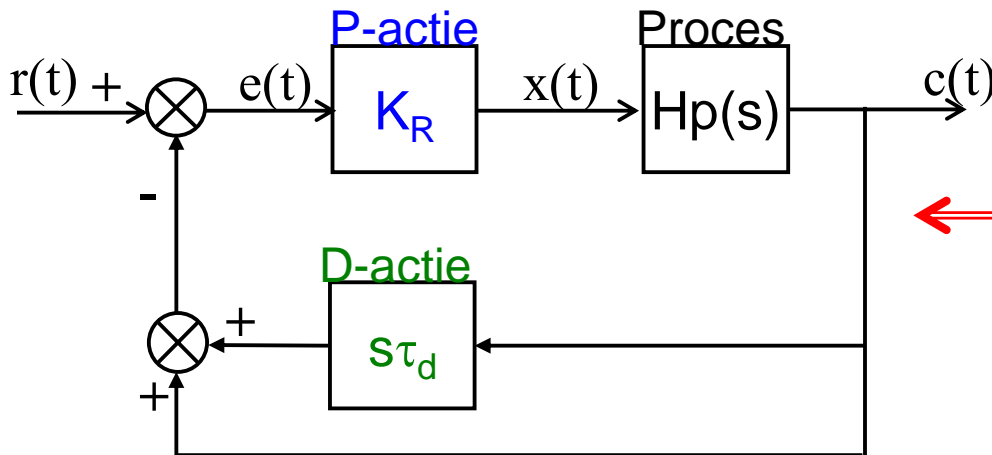 P-actie
Proces
r(t)
+
e(t)
K_R
x(t)
Hp(s)
c(t)
-
D-actie
+
sτ_d
+